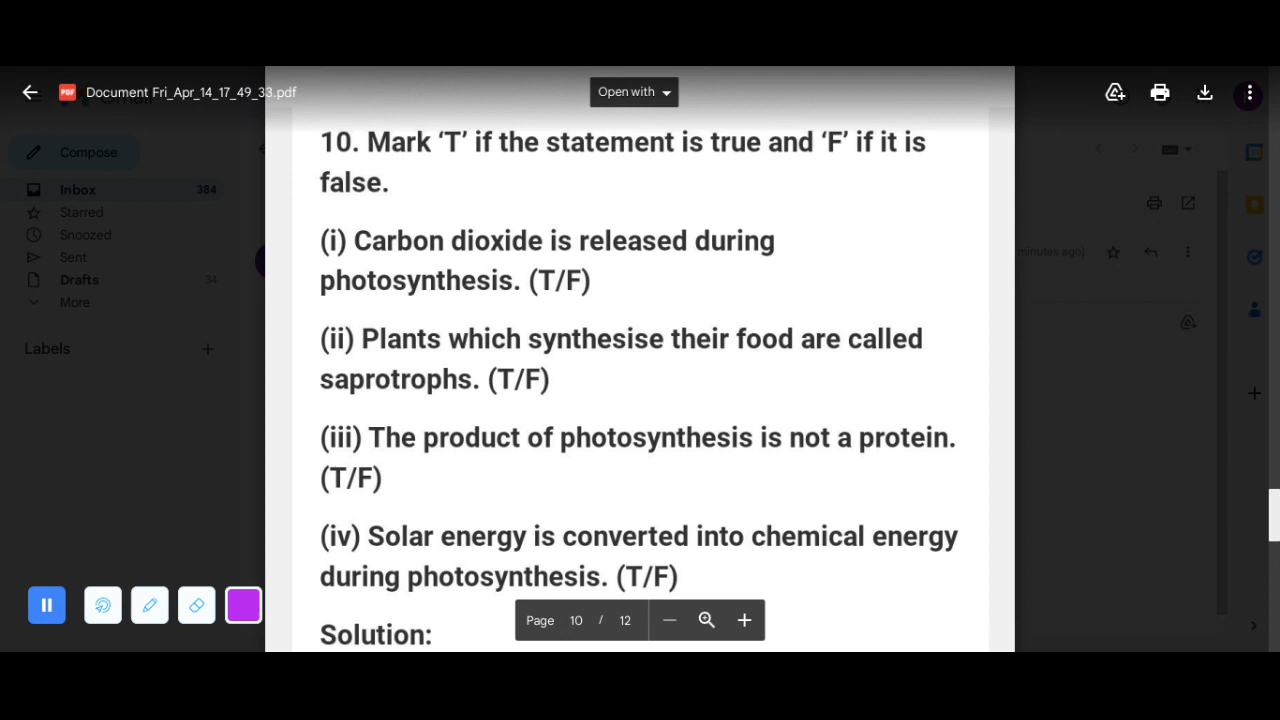 Document Fri_Apr_14_17_49_33.pdf
Open with
Compose
Inbox 384
Starred
Snoozed
Sent
Drafts 34
More
Labels
minutes ago)
10. Mark ‘T’ if the statement is true and ‘F’ if it is
false.
(i) Carbon dioxide is released during
photosynthesis. (T/F)
(ii) Plants which synthesise their food are called
saprotrophs. (T/F)
(iii) The product of photosynthesis is not a protein.
(T/F)
(iv) Solar energy is converted into chemical energy
during photosynthesis. (T/F)
Solution:
Page 10 / 12